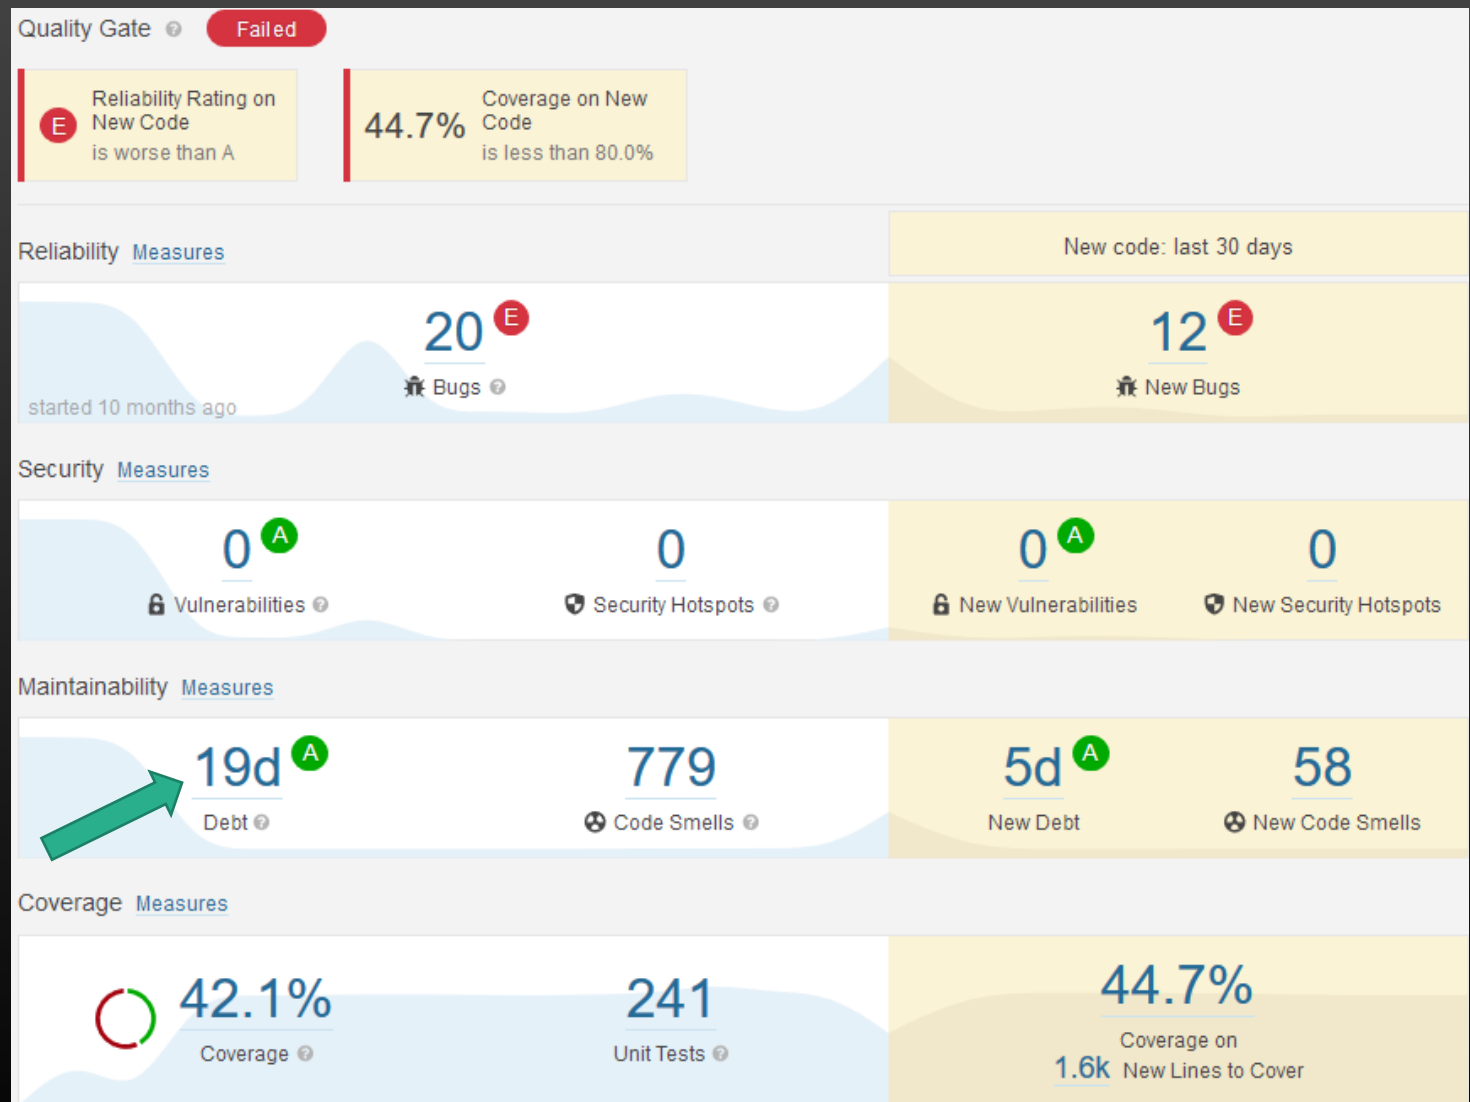 Quality Gate ? Failed
E Reliability Rating on
New Code
is worse than A
44.7% Coverage on New
Code
is less than 80.0%
Reliability Measures
New code: last 30 days
20 E
Bugs ?
started 10 months ago
12 E
New Bugs
Security Measures
0 A
Vulnerabilities ?
0
Security Hotspots ?
0 A
New Vulnerabilities
0
New Security Hotspots
Maintainability Measures
19d A
Debt ?
779
Code Smells ?
5d A
New Debt
58
New Code Smells
Coverage Measures
42.1%
Coverage ?
241
Unit Tests ?
44.7%
Coverage on
1.6k New Lines to Cover